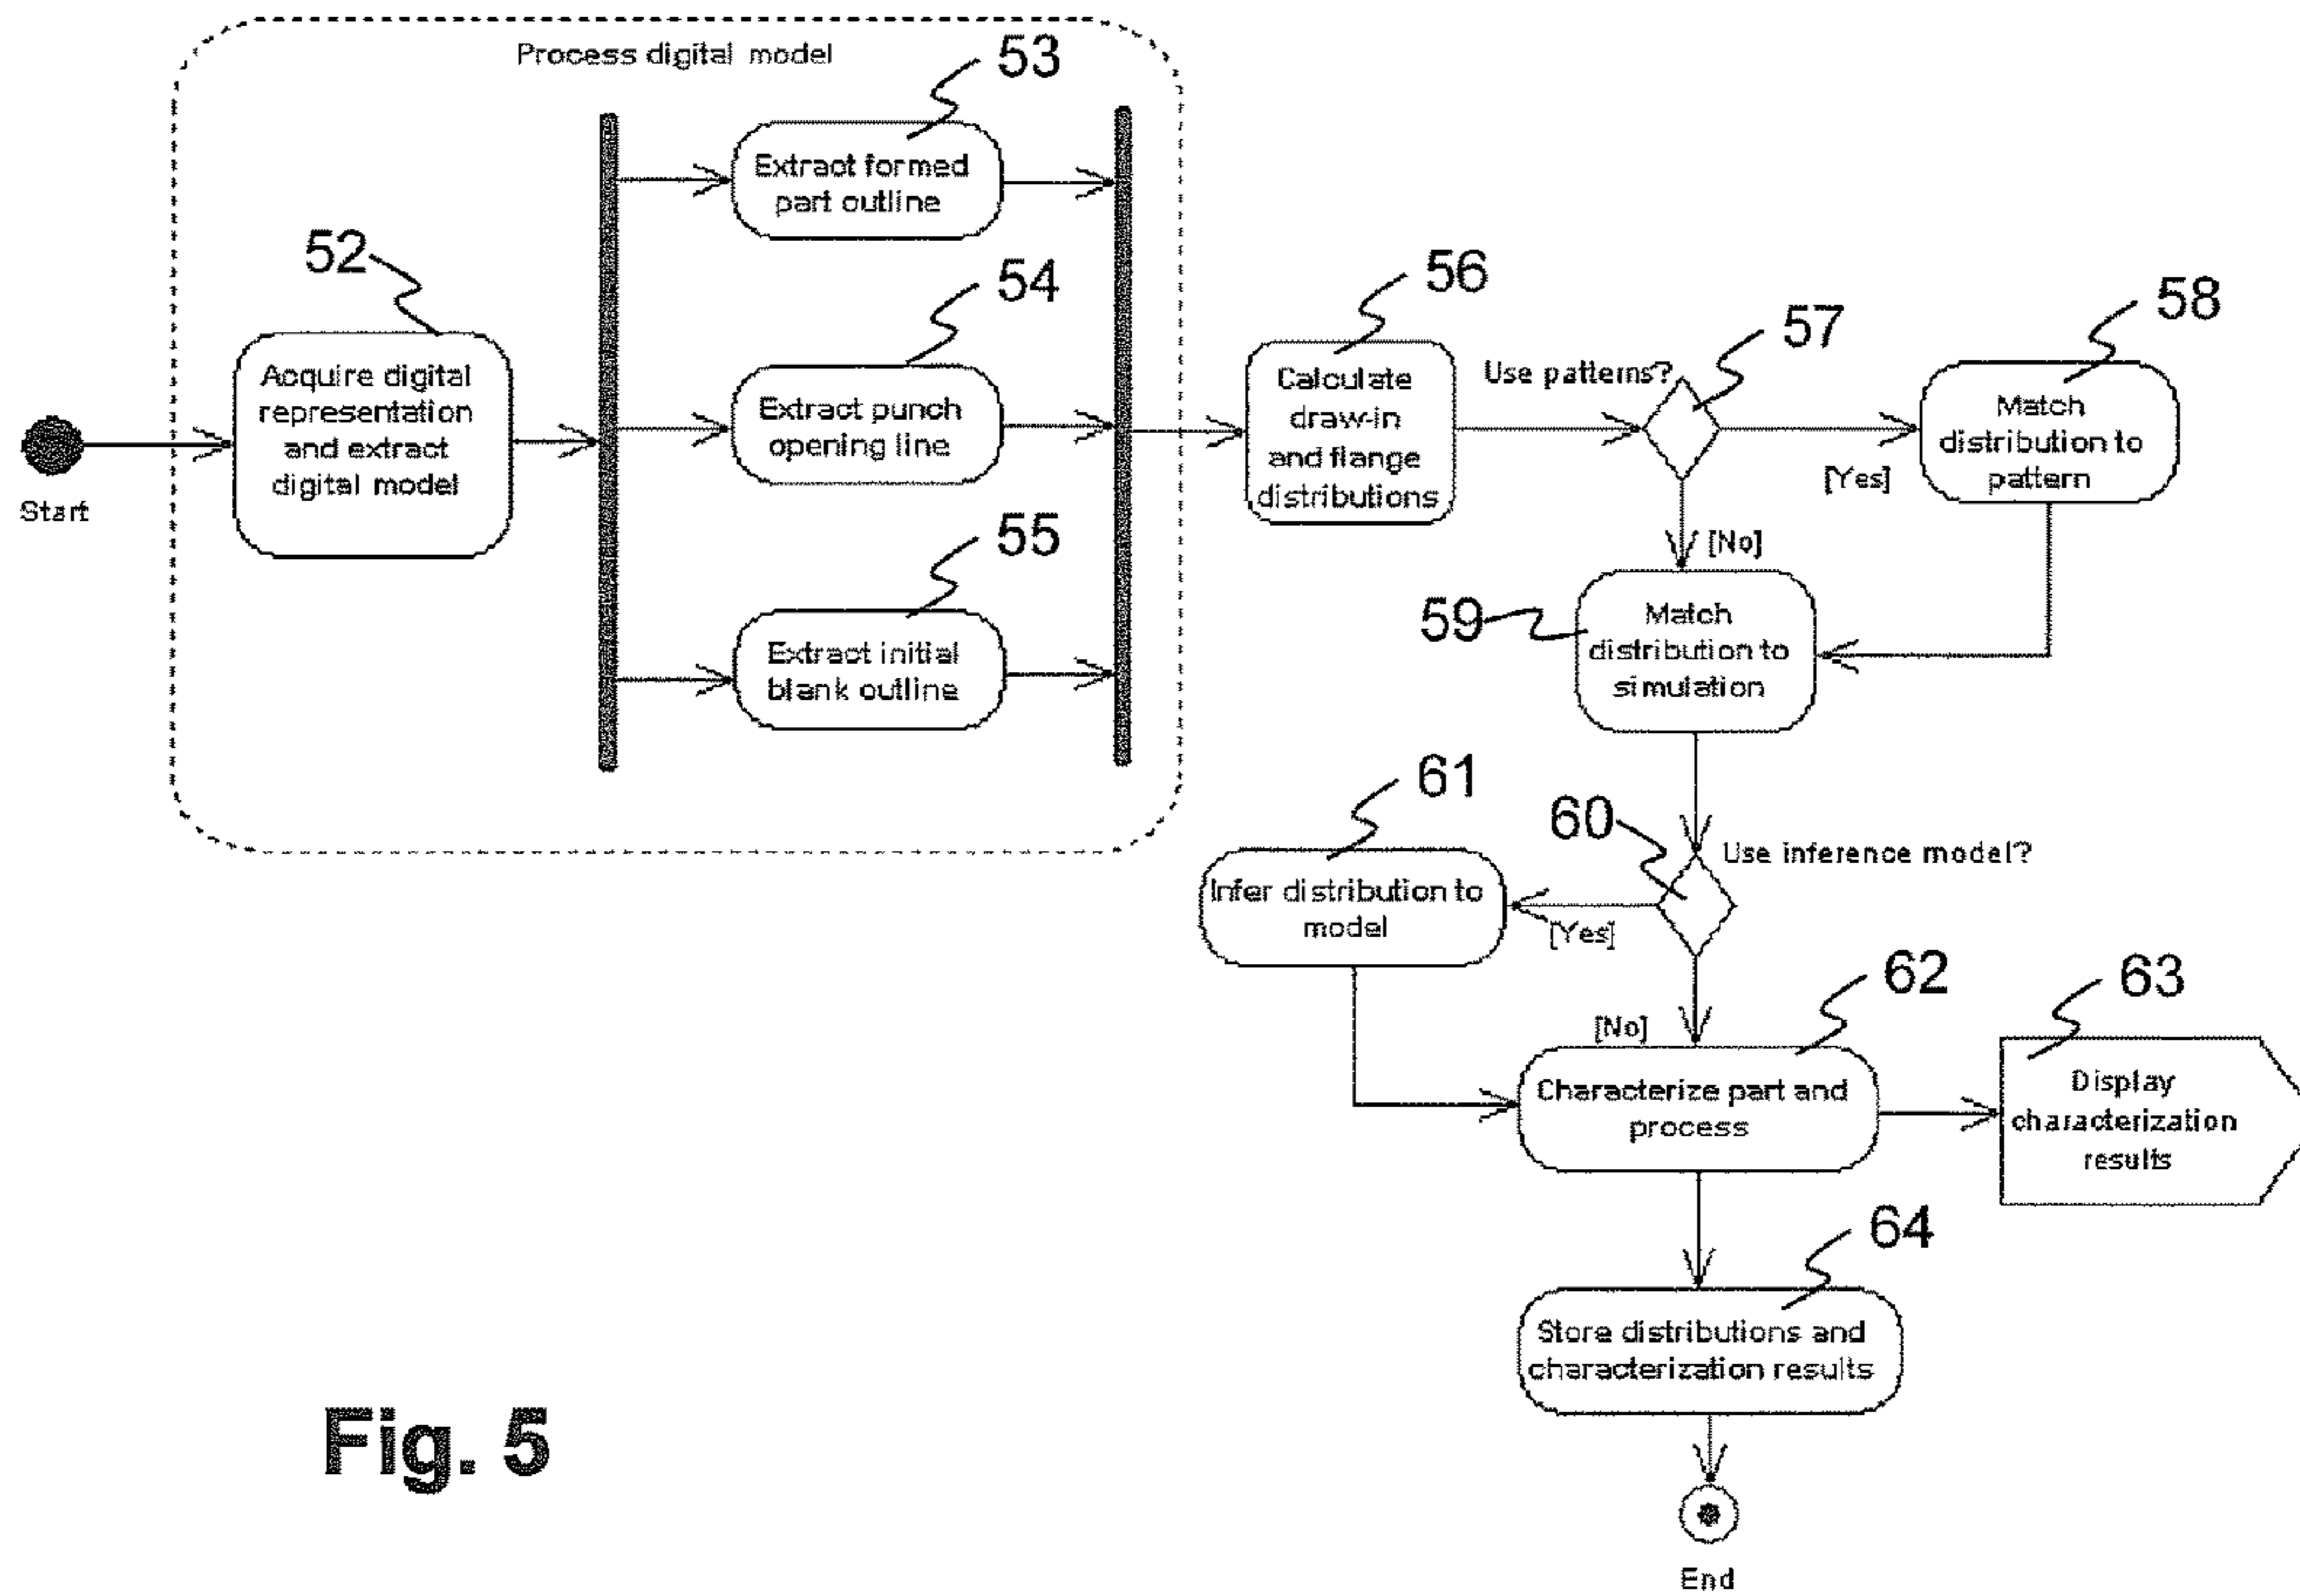 Process digital model
53
Extract formed
part outline
52
Acquire digital
representation
and extract
digital model
Start
54
Extract punch
opening line
55
Extract initial
blank outline
56
Calculate
draw-in
and flange
distributions
Use patterns?
57
[Yes]
[No]
58
Match
distribution to
pattern
59
Match
distribution to
simulation
60
Use inference model?
[Yes]
[No]
61
Infer distribution to
model
62
Characterize part and
process
63
Display
characterization
results
64
Store distributions and
characterization results
End
Fig. 5